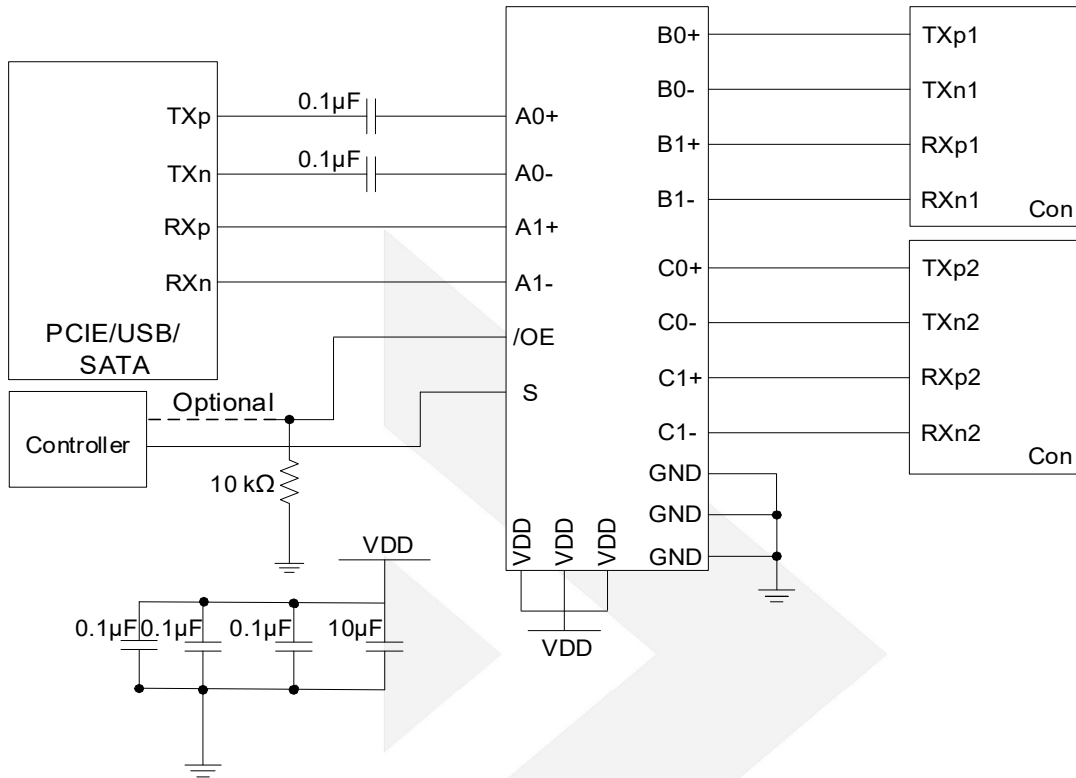 TXp
TXn
RXp
RXn
PCIE/USB/
SATA
0.1µF
0.1µF
Controller
Optional
10 kΩ
A0+
A0-
A1+
A1-
/OE
S
B0+
B0-
B1+
B1-
C0+
C0-
C1+
C1-
GND
GND
GND
VDD
VDD
VDD
VDD
TXp1
TXn1
RXp1
RXn1
Con
TXp2
TXn2
RXp2
RXn2
Con
VDD
0.1µF 0.1µF 0.1µF 10µF